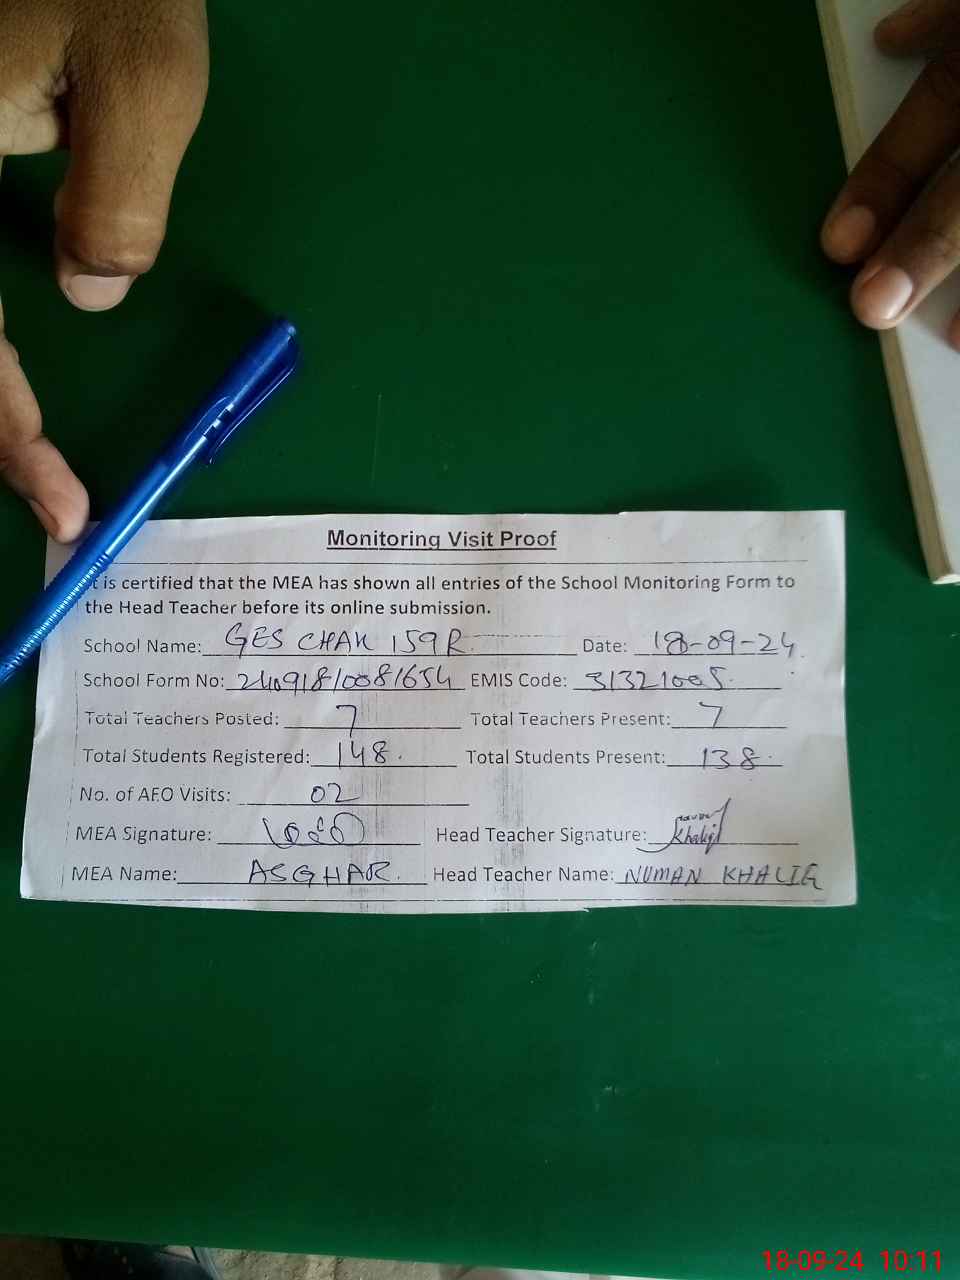 Monitoring Visit Proof
t is certified that the MEA has shown all entries of the School Monitoring Form to
the Head Teacher before its online submission.
School Name: GES CHAK 159R. Date: 18-09-24.
School Form No: 240918/0081654 EMIS Code: 31321005.
Total Teachers Posted: 7 Total Teachers Present: 7
Total Students Registered: 148. Total Students Present: 138.
No. of AEO Visits: 02
MEA Signature: Head Teacher Signature: Khaliq
MEA Name: ASGHAR. Head Teacher Name: NUMAN KHALIQ
18-09-24 10:11